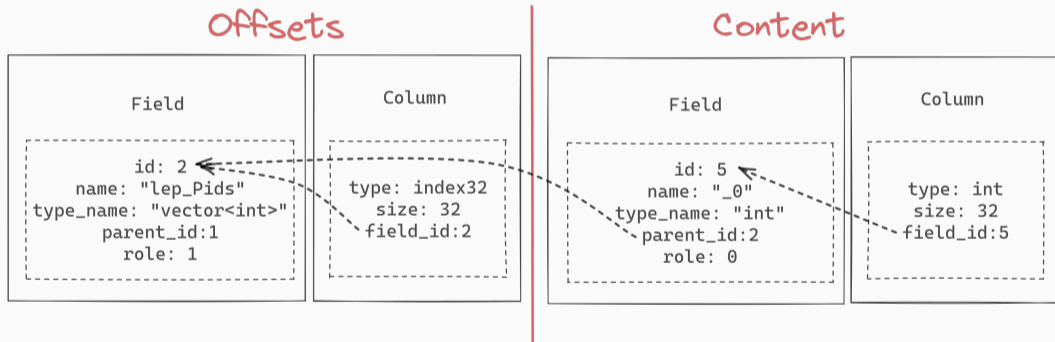 Offsets
Field
id: 2
name: "lep_Pids"
type_name: "vector<int>"
parent_id:1
role: 1
Column
type: index32
size: 32
field_id:2
Content
Field
id: 5
name: "_0"
type_name: "int"
parent_id:2
role: 0
Column
type: int
size: 32
field_id:5